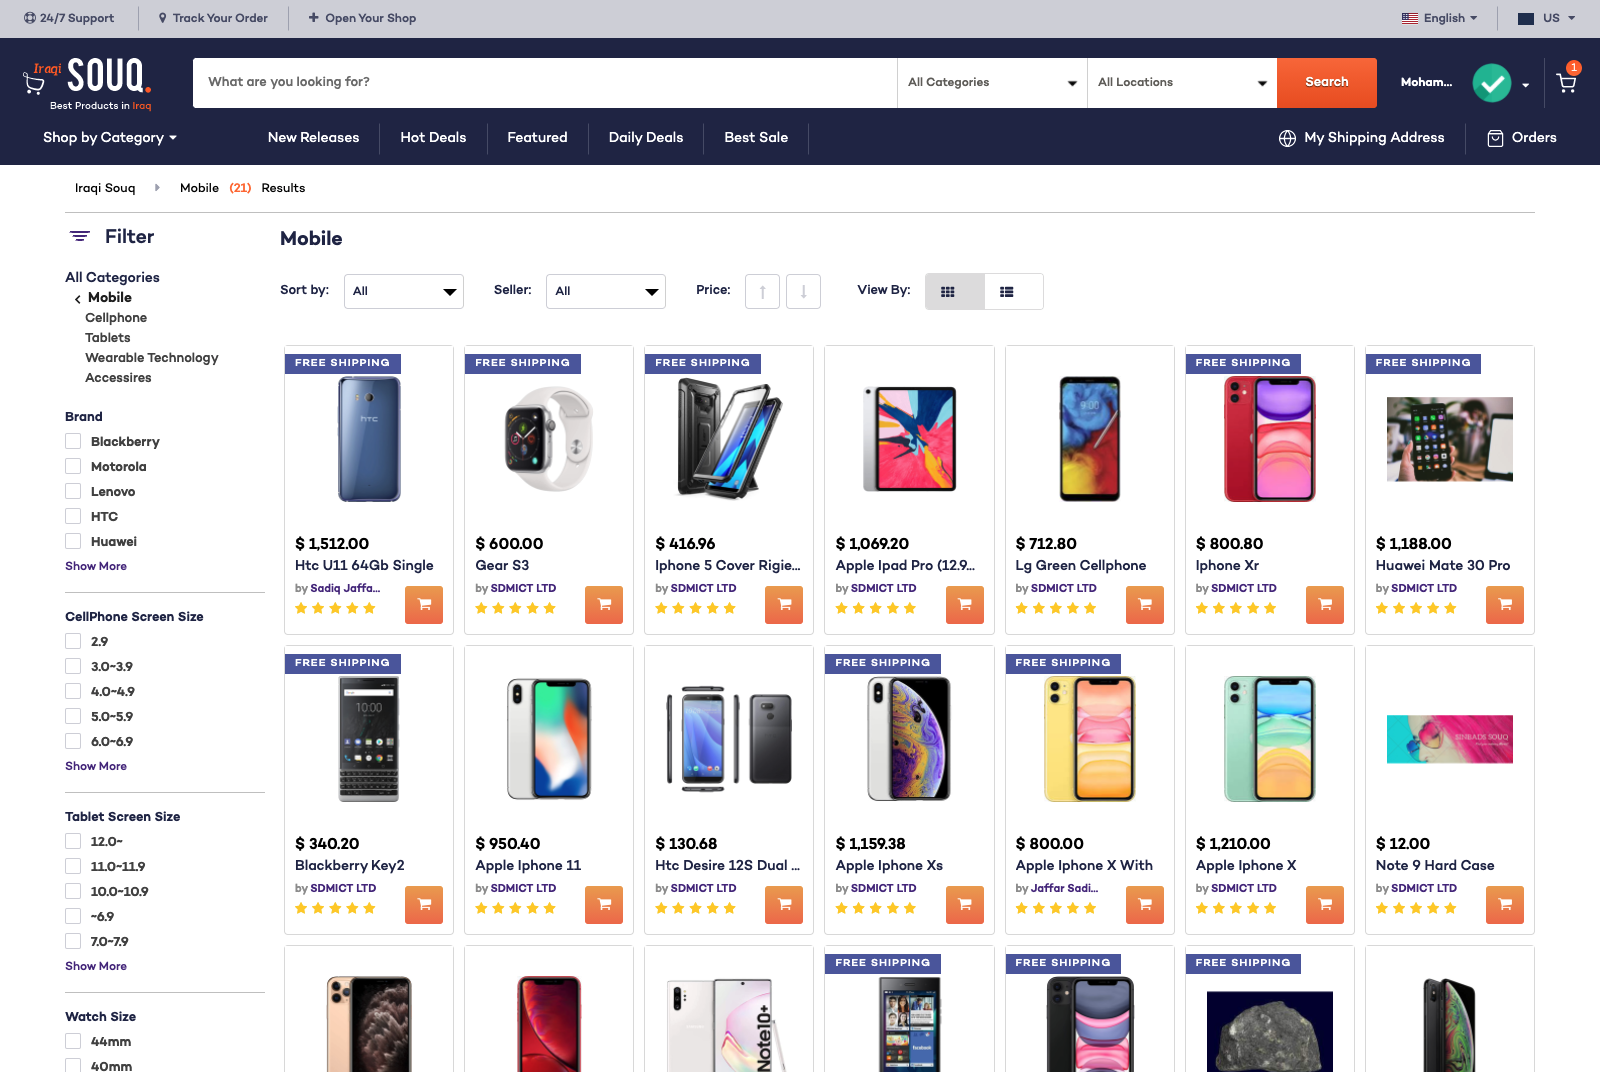 24/7 Support
Track Your Order
Open Your Shop
English
US
Iraqi SOUQ.
Best Products in Iraq
What are you looking for?
All Categories
All Locations
Search
Moham...
1
Shop by Category
New Releases
Hot Deals
Featured
Daily Deals
Best Sale
My Shipping Address
Orders
Iraqi Souq
Mobile (21) Results
Filter
All Categories
Mobile
Cellphone
Tablets
Wearable Technology
Accessires
Brand
Blackberry
Motorola
Lenovo
HTC
Huawei
Show More
CellPhone Screen Size
2.9
3.0~3.9
4.0~4.9
5.0~5.9
6.0~6.9
Show More
Tablet Screen Size
12.0~
11.0~11.9
10.0~10.9
~6.9
7.0~7.9
Show More
Watch Size
44mm
40mm
Mobile
Sort by:
All
Seller:
All
Price:
View By:
FREE SHIPPING
hTC
$ 1,512.00
Htc U11 64Gb Single
by Sadiq Jaffa...
FREE SHIPPING
$ 600.00
Gear S3
by SDMICT LTD
FREE SHIPPING
$ 416.96
Iphone 5 Cover Rigie...
by SDMICT LTD
$ 1,069.20
Apple Ipad Pro (12.9...
by SDMICT LTD
9:00
$ 712.80
Lg Green Cellphone
by SDMICT LTD
FREE SHIPPING
$ 800.80
Iphone Xr
by SDMICT LTD
FREE SHIPPING
$ 1,188.00
Huawei Mate 30 Pro
by SDMICT LTD
FREE SHIPPING
10:00
$ 340.20
Blackberry Key2
by SDMICT LTD
$ 950.40
Apple Iphone 11
by SDMICT LTD
$ 130.68
Htc Desire 12S Dual ...
by SDMICT LTD
FREE SHIPPING
$ 1,159.38
Apple Iphone Xs
by SDMICT LTD
FREE SHIPPING
$ 800.00
Apple Iphone X With
by Jaffar Sadi...
$ 1,210.00
Apple Iphone X
by SDMICT LTD
SINBADS SOUQ
$ 12.00
Note 9 Hard Case
by SDMICT LTD
Note10+
FREE SHIPPING
facebook
FREE SHIPPING
FREE SHIPPING